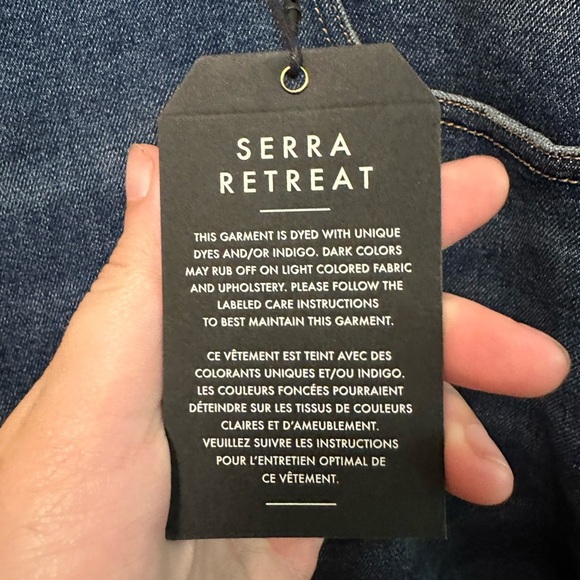 SERRA
RETREAT
THIS GARMENT IS DYED WITH UNIQUE
DYES AND/OR INDIGO. DARK COLORS
MAY RUB OFF ON LIGHT COLORED FABRIC
AND UPHOLSTERY. PLEASE FOLLOW THE
LABELED CARE INSTRUCTIONS
TO BEST MAINTAIN THIS GARMENT.
CE VÊTEMENT EST TEINT AVEC DES
COLORANTS UNIQUES ET/OU INDIGO.
LES COULEURS FONCÉES POURRAIENT
DÉTEINDRE SUR LES TISSUS DE COULEURS
CLAIRES ET D'AMEUBLEMENT.
VEUILLEZ SUIVRE LES INSTRUCTIONS
POUR L'ENTRETIEN OPTIMAL DE
CE VÊTEMENT.